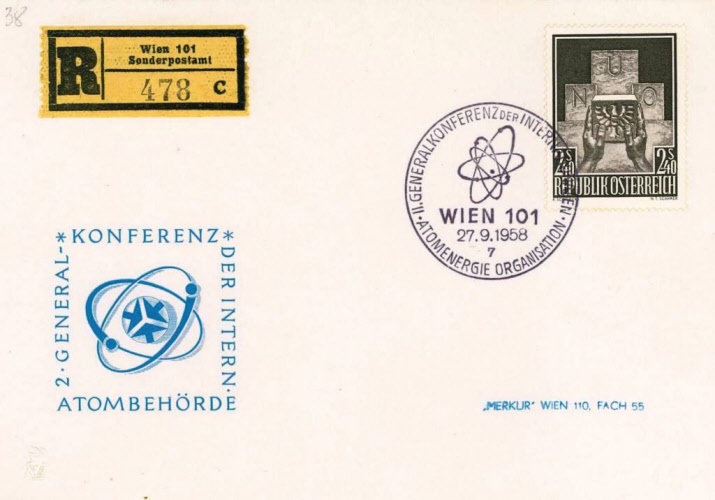 38
R
Wien 101
Sonderpostamt
478 c
UNO
2S40 2S40
REPUBLIK ÖSTERREICH
· II. GENERALKONFERENZ DER INTERN
· ATOMENERGIE ORGANISATION ·
WIEN 101
27.9.1958
7
2 · GENERAL- * KONFERENZ * DER INTERN ·
ATOMBEHÖRDE
„MERKUR" WIEN 110, FACH 55